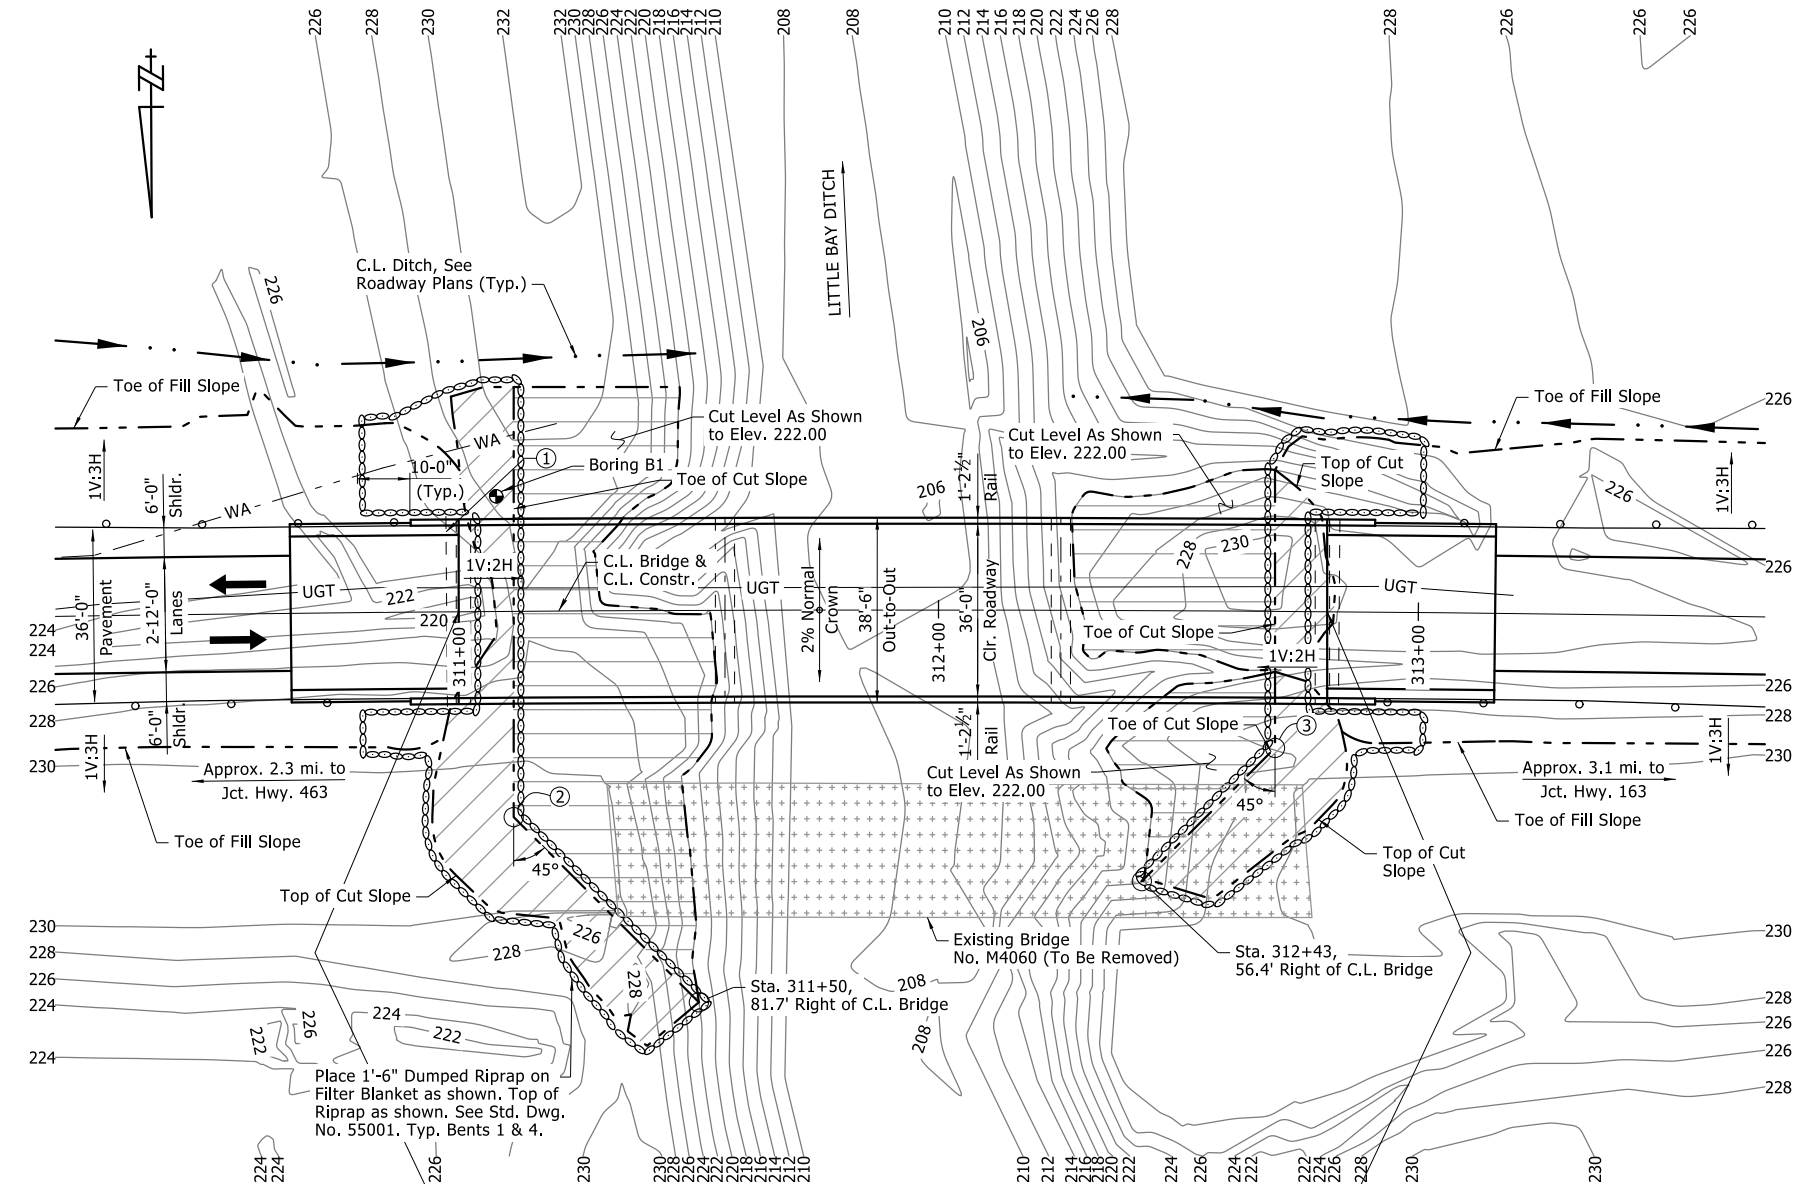 226
228
230
232
232
230
228
226
224
222
220
218
216
214
212
210
208
208
210
212
214
216
218
220
222
224
226
228
228
226
226
226
N
LITTLE BAY DITCH
C.L. Ditch, See
Roadway Plans (Typ.)
226
206
Toe of Fill Slope
Toe of Fill Slope
226
Cut Level As Shown
to Elev. 222.00
Cut Level As Shown
to Elev. 222.00
WA
1
Boring B1
Toe of Cut Slope
10-0"
(Typ.)
Top of Cut
Slope
1V:3H
6'-0"
Shldr.
WA
206
1'-2½"
Rail
226
1V:3H
228
230
1V:2H
C.L. Bridge &
C.L. Constr.
UGT
222
220
UGT
UGT
226
36'-0"
Pavement
2-12'-0"
Lanes
311+00
2% Normal
Crown
38'-6"
Out-to-Out
312+00
36'-0"
Clr. Roadway
Toe of Cut Slope
1V:2H
313+00
224
224
226
228
230
226
228
230
6'-0"
Shldr.
1V:3H
1'-2½"
Rail
Toe of Cut Slope
3
1V:3H
Approx. 2.3 mi. to
Jct. Hwy. 463
Cut Level As Shown
to Elev. 222.00
Approx. 3.1 mi. to
Jct. Hwy. 163
2
45°
Toe of Fill Slope
Toe of Fill Slope
45°
Top of Cut
Slope
Top of Cut Slope
230
228
226
224
224
226
228
228
Existing Bridge
No. M4060 (To Be Removed)
Sta. 312+43,
56.4' Right of C.L. Bridge
230
228
226
226
228
Sta. 311+50,
81.7' Right of C.L. Bridge
208
208
222
226
224
222
Place 1'-6" Dumped Riprap on
Filter Blanket as shown. Top of
Riprap as shown. See Std. Dwg.
No. 55001. Typ. Bents 1 & 4.
224
224
226
230
230
228
226
224
222
220
218
216
214
212
210
210
212
214
216
218
220
222
224
226
224
222
222
224
226
228
230
230